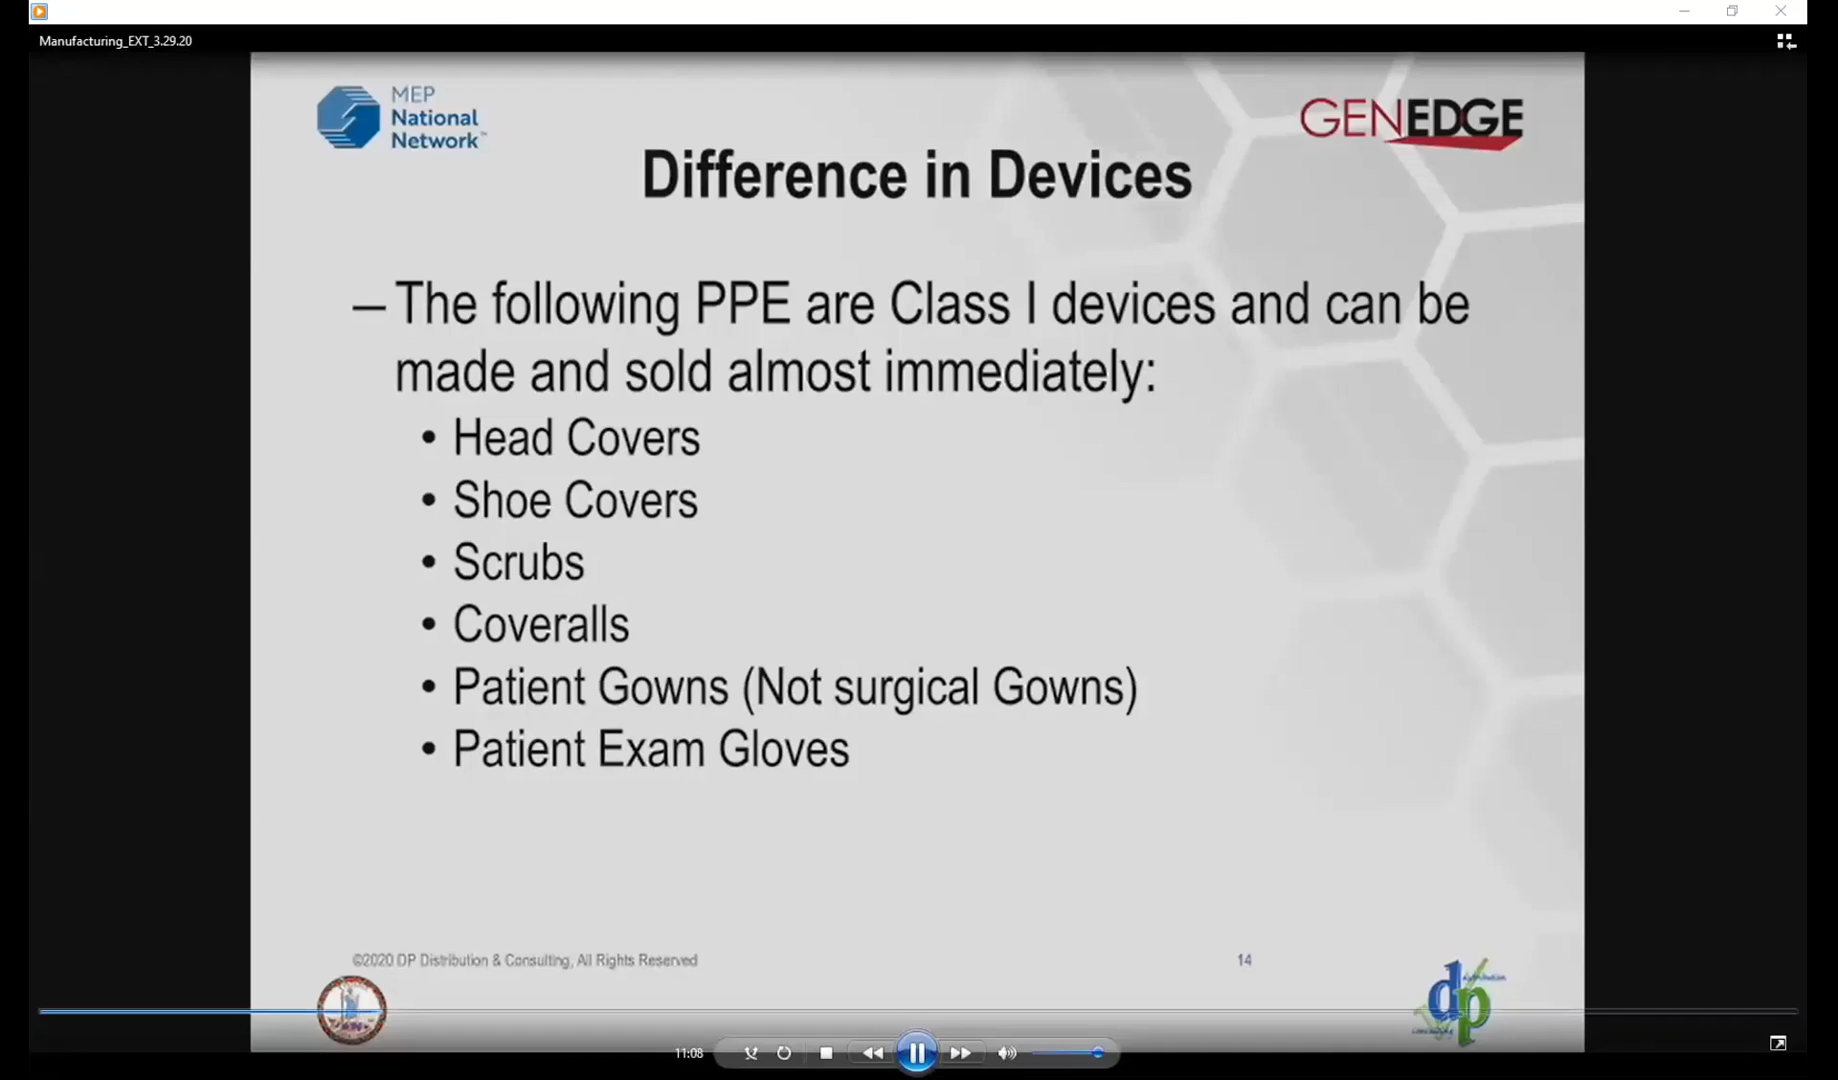 Manufacturing_EXT_3.29.20
MEP
National
Network™
GENEDGE
Difference in Devices
– The following PPE are Class I devices and can be
made and sold almost immediately:
• Head Covers
• Shoe Covers
• Scrubs
• Coveralls
• Patient Gowns (Not surgical Gowns)
• Patient Exam Gloves
©2020 DP Distribution & Consulting, All Rights Reserved
14
dp
11:08